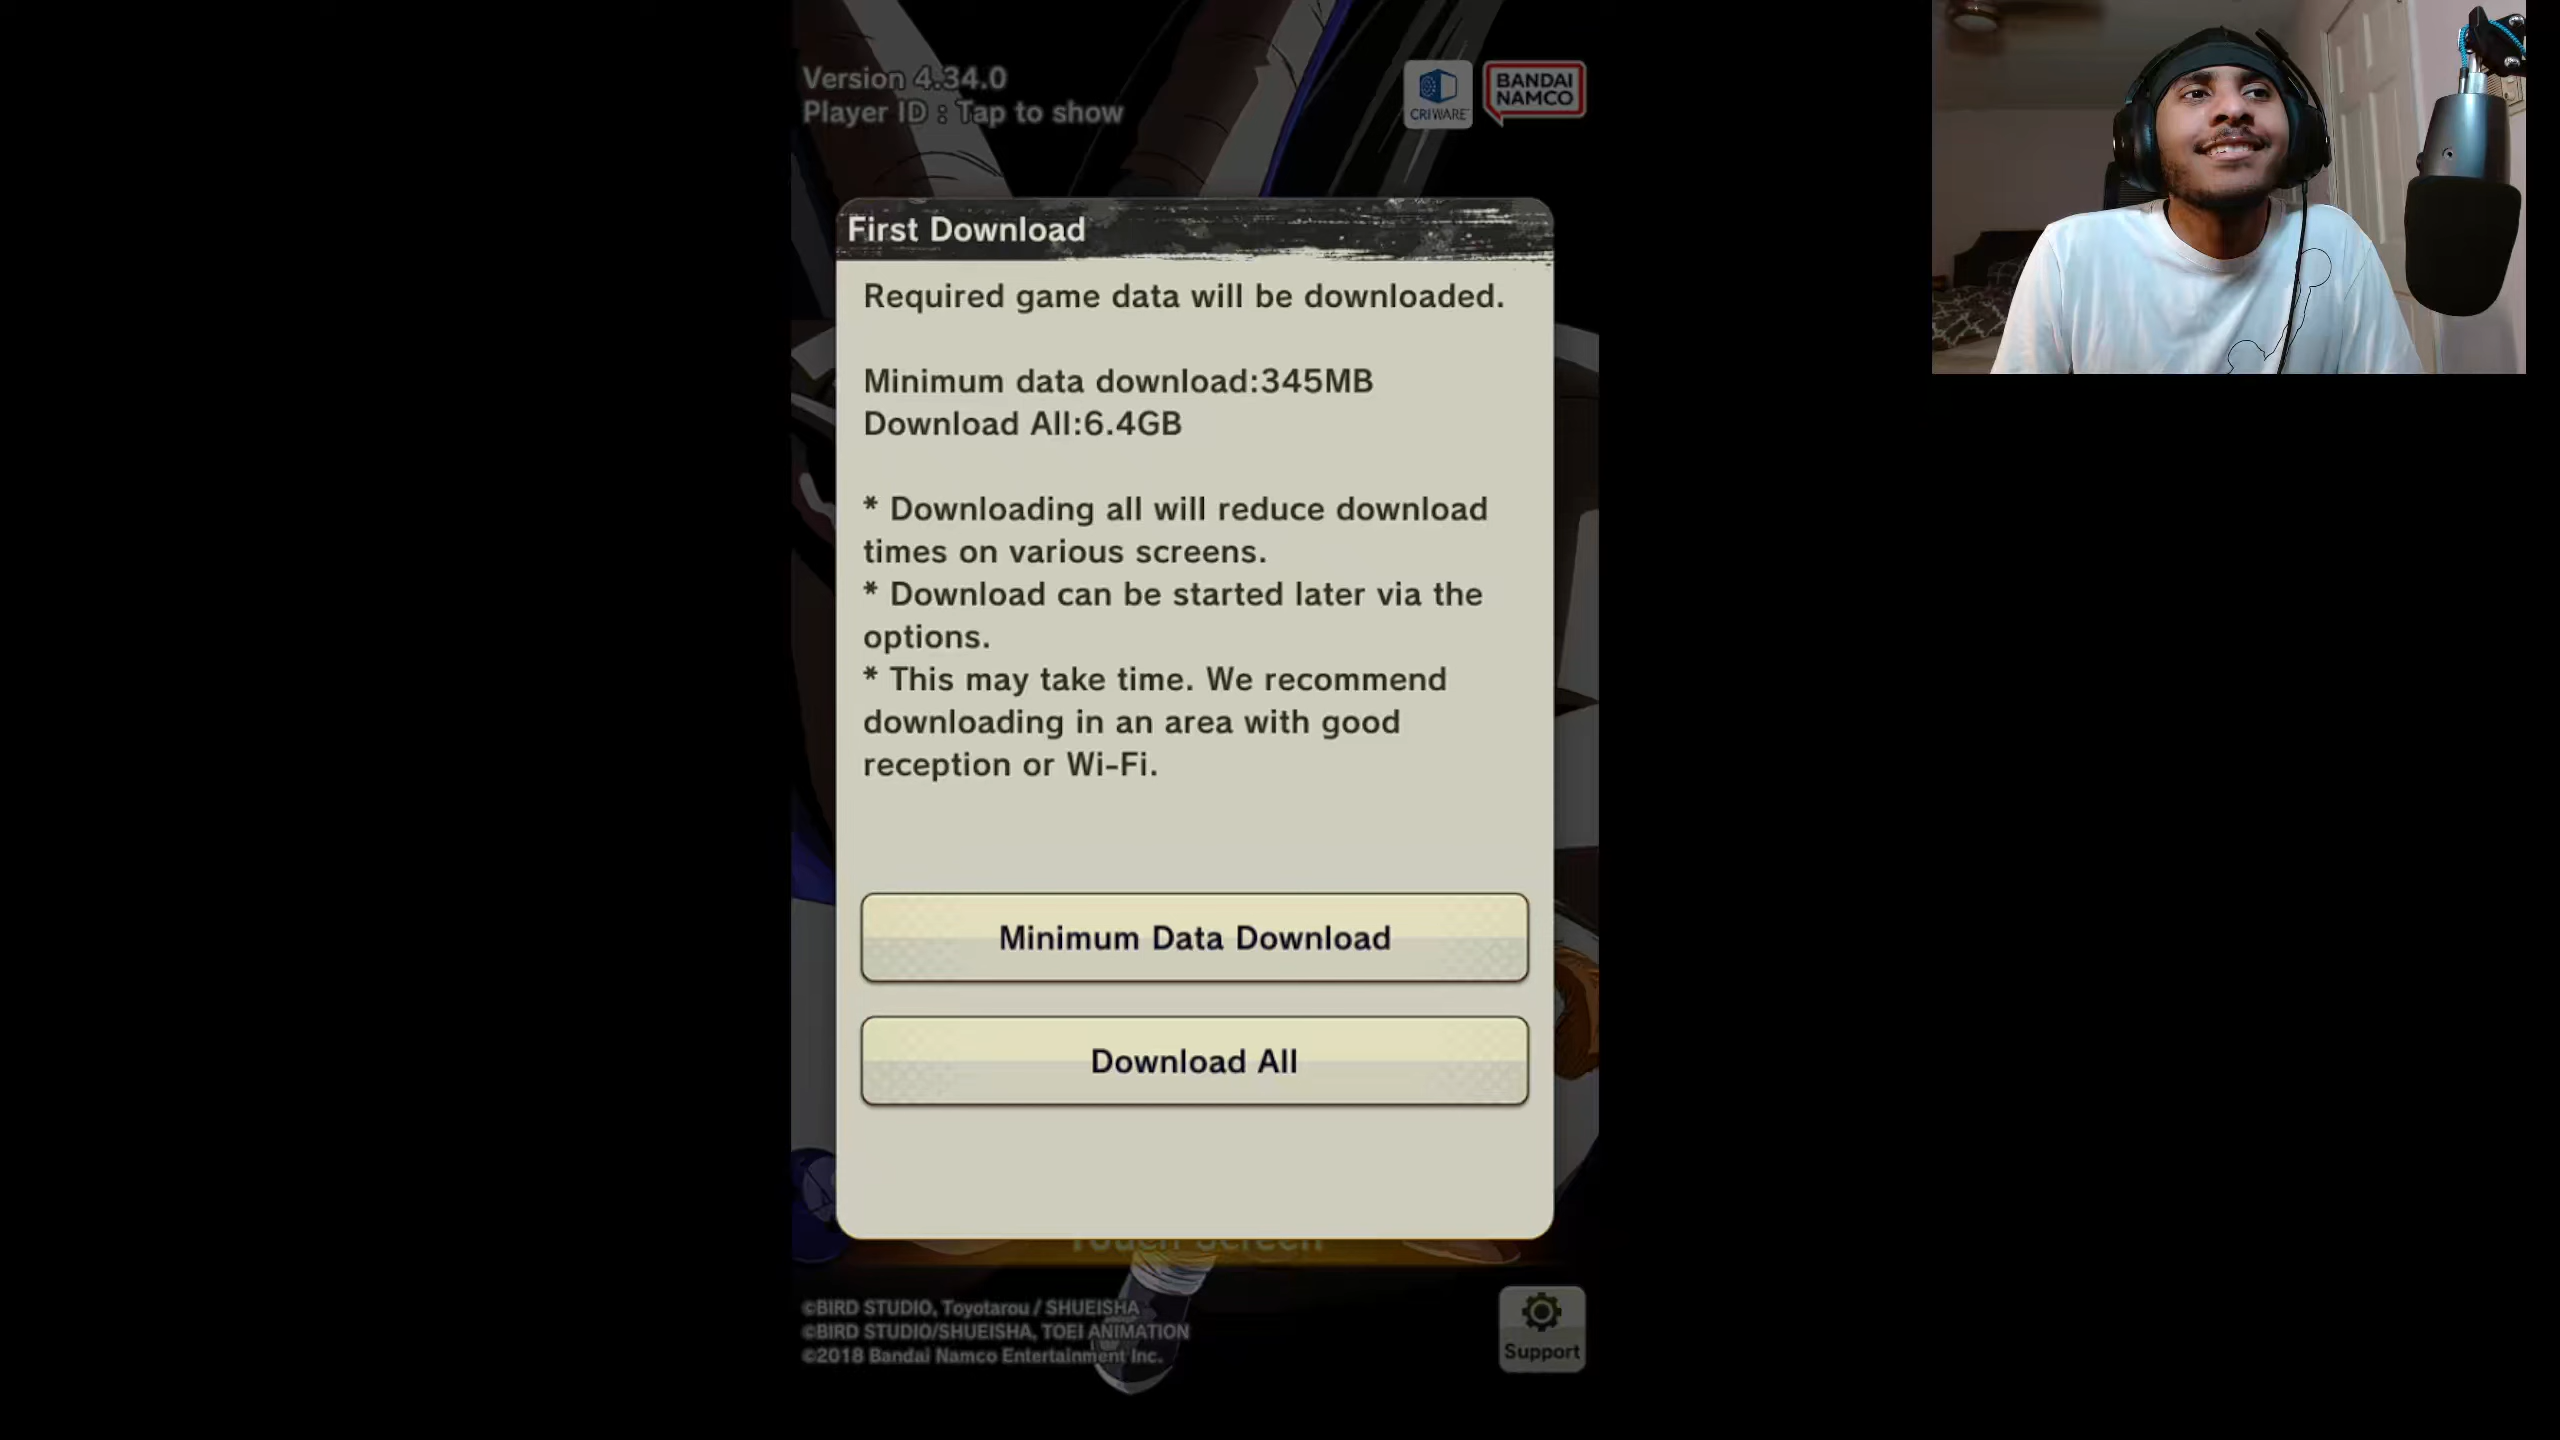 Version 4.34.0
Player ID : Tap to show
CRIWARE
BANDAI
NAMCO
First Download
Required game data will be downloaded.
Minimum data download:345MB
Download All:6.4GB
* Downloading all will reduce download
times on various screens.
* Download can be started later via the
options.
* This may take time. We recommend
downloading in an area with good
reception or Wi-Fi.
Minimum Data Download
Download All
Touch Screen
©BIRD STUDIO, Toyotarou / SHUEISHA
©BIRD STUDIO/SHUEISHA, TOEI ANIMATION
©2018 Bandai Namco Entertainment Inc.
Support